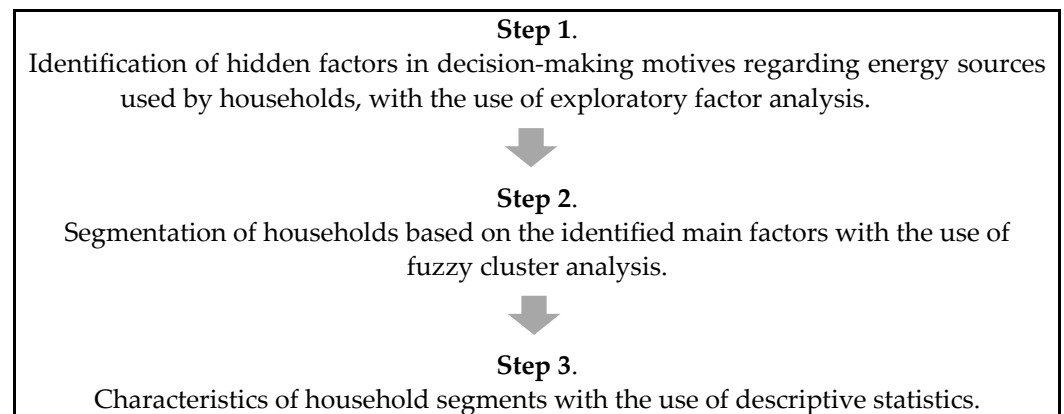 Step 1.
Identification of hidden factors in decision-making motives regarding energy sources
used by households, with the use of exploratory factor analysis.
Step 2.
Segmentation of households based on the identified main factors with the use of
fuzzy cluster analysis.
Step 3.
Characteristics of household segments with the use of descriptive statistics.